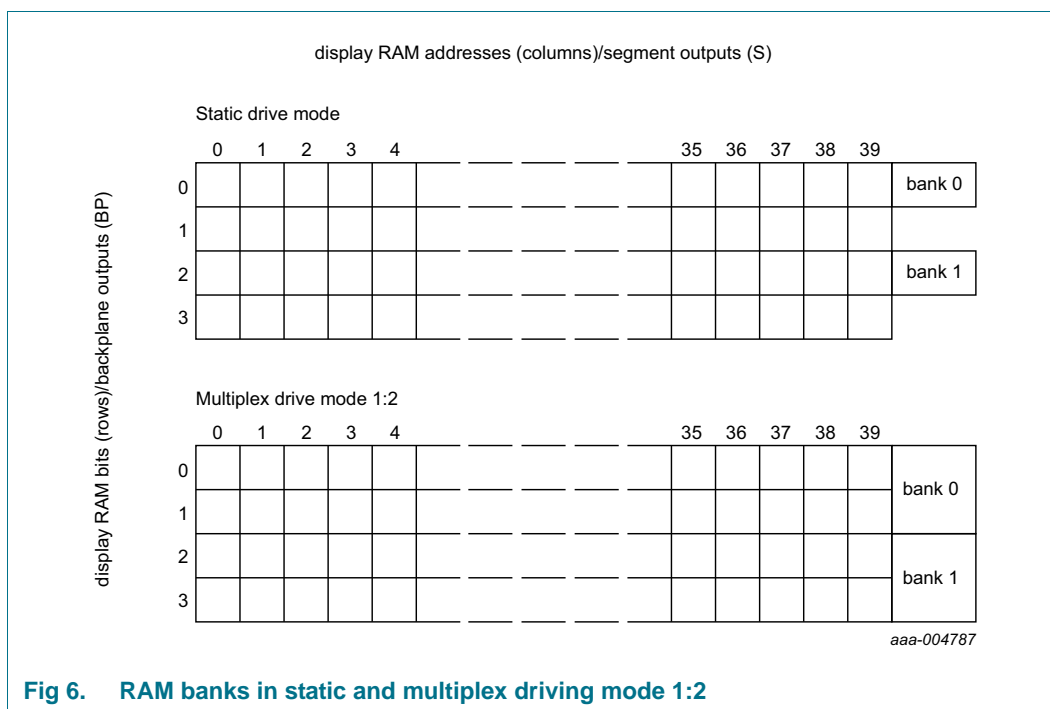 display RAM addresses (columns)/segment outputs (S)
display RAM bits (rows)/backplane outputs (BP)
Static drive mode
0 1 2 3 4 35 36 37 38 39
0 bank 0
1
2 bank 1
3
Multiplex drive mode 1:2
0 1 2 3 4 35 36 37 38 39
0
bank 0
1
2
bank 1
3
aaa-004787
Fig 6. RAM banks in static and multiplex driving mode 1:2